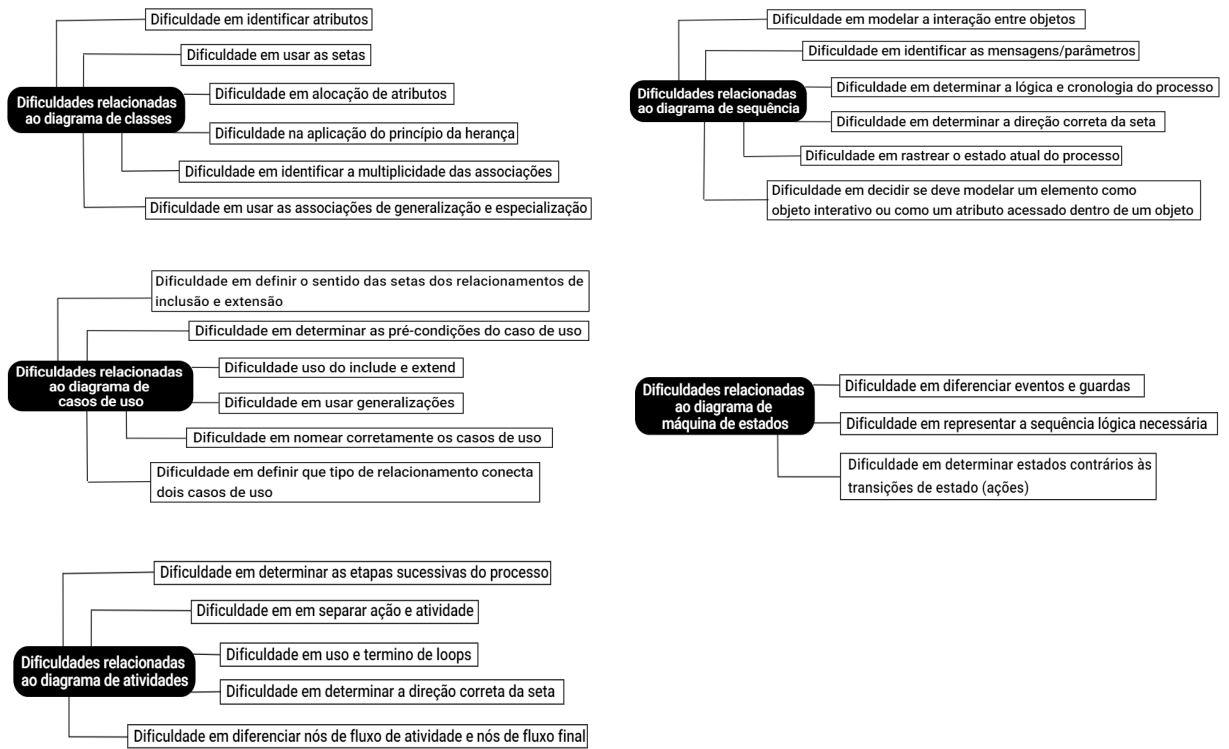 Dificuldade em identificar atributos
Dificuldade em usar as setas
Dificuldade em alocação de atributos
Dificuldades relacionadas
ao diagrama de classes
Dificuldade na aplicação do princípio da herança
Dificuldade em identificar a multiplicidade das associações
Dificuldade em usar as associações de generalização e especialização
Dificuldade em modelar a interação entre objetos
Dificuldade em identificar as mensagens/parâmetros
Dificuldade em determinar a lógica e cronologia do processo
Dificuldades relacionadas
ao diagrama de sequência
Dificuldade em determinar a direção correta da seta
Dificuldade em rastrear o estado atual do processo
Dificuldade em decidir se deve modelar um elemento como
objeto interativo ou como um atributo acessado dentro de um objeto
Dificuldade em definir o sentido das setas dos relacionamentos de
inclusão e extensão
Dificuldade em determinar as pré-condições do caso de uso
Dificuldade uso do include e extend
Dificuldades relacionadas
ao diagrama de
casos de uso
Dificuldade em usar generalizações
Dificuldade em nomear corretamente os casos de uso
Dificuldade em definir que tipo de relacionamento conecta
dois casos de uso
Dificuldade em diferenciar eventos e guardas
Dificuldades relacionadas
ao diagrama de
máquina de estados
Dificuldade em representar a sequência lógica necessária
Dificuldade em determinar estados contrários às
transições de estado (ações)
Dificuldade em determinar as etapas sucessivas do processo
Dificuldade em em separar ação e atividade
Dificuldade em uso e termino de loops
Dificuldades relacionadas
ao diagrama de atividades
Dificuldade em determinar a direção correta da seta
Dificuldade em diferenciar nós de fluxo de atividade e nós de fluxo final